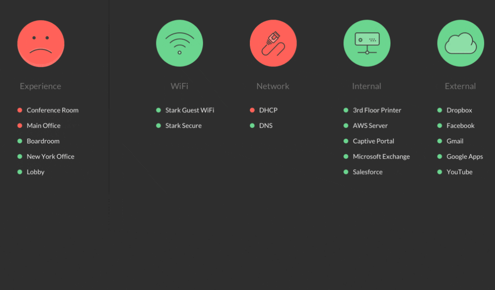 Experience
Conference Room
Main Office
Boardroom
New York Office
Lobby
WiFi
Stark Guest WiFi
Stark Secure
Network
DHCP
DNS
Internal
3rd Floor Printer
AWS Server
Captive Portal
Microsoft Exchange
Salesforce
External
Dropbox
Facebook
Gmail
Google Apps
YouTube